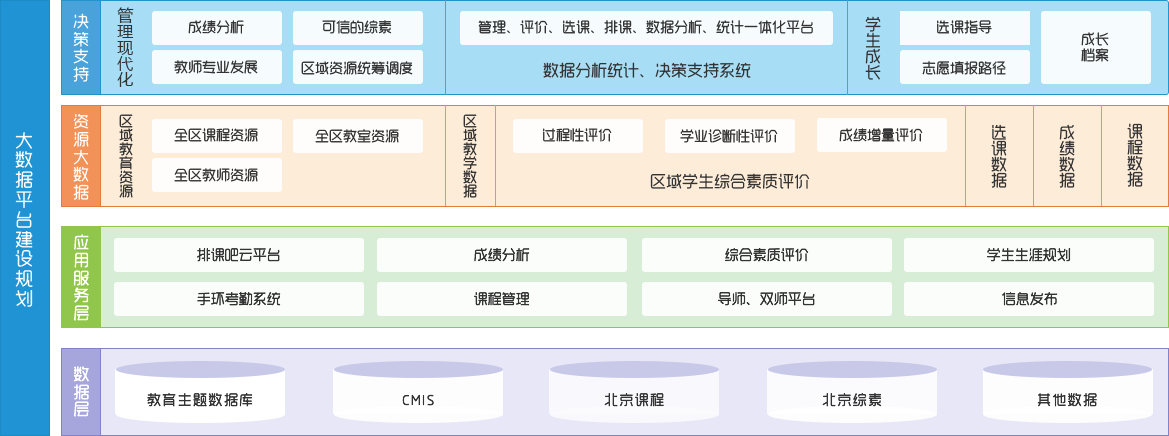 大数据平台建设规划
决策支持
管理现代化
成绩分析
可信的综素
教师专业发展
区域资源统筹调度
管理、评价、选课、排课、数据分析、统计一体化平台
数据分析统计、决策支持系统
学生成长
选课指导
志愿填报路径
成长
档案
资源大数据
区域教育资源
全区课程资源
全区教室资源
全区教师资源
区域教学数据
过程性评价
学业诊断性评价
成绩增量评价
区域学生综合素质评价
选课数据
成绩数据
课程数据
应用服务层
排课吧云平台
成绩分析
综合素质评价
学生生涯规划
手环考勤系统
课程管理
导师、双师平台
信息发布
数据层
教育主题数据库
CMIS
北京课程
北京综素
其他数据